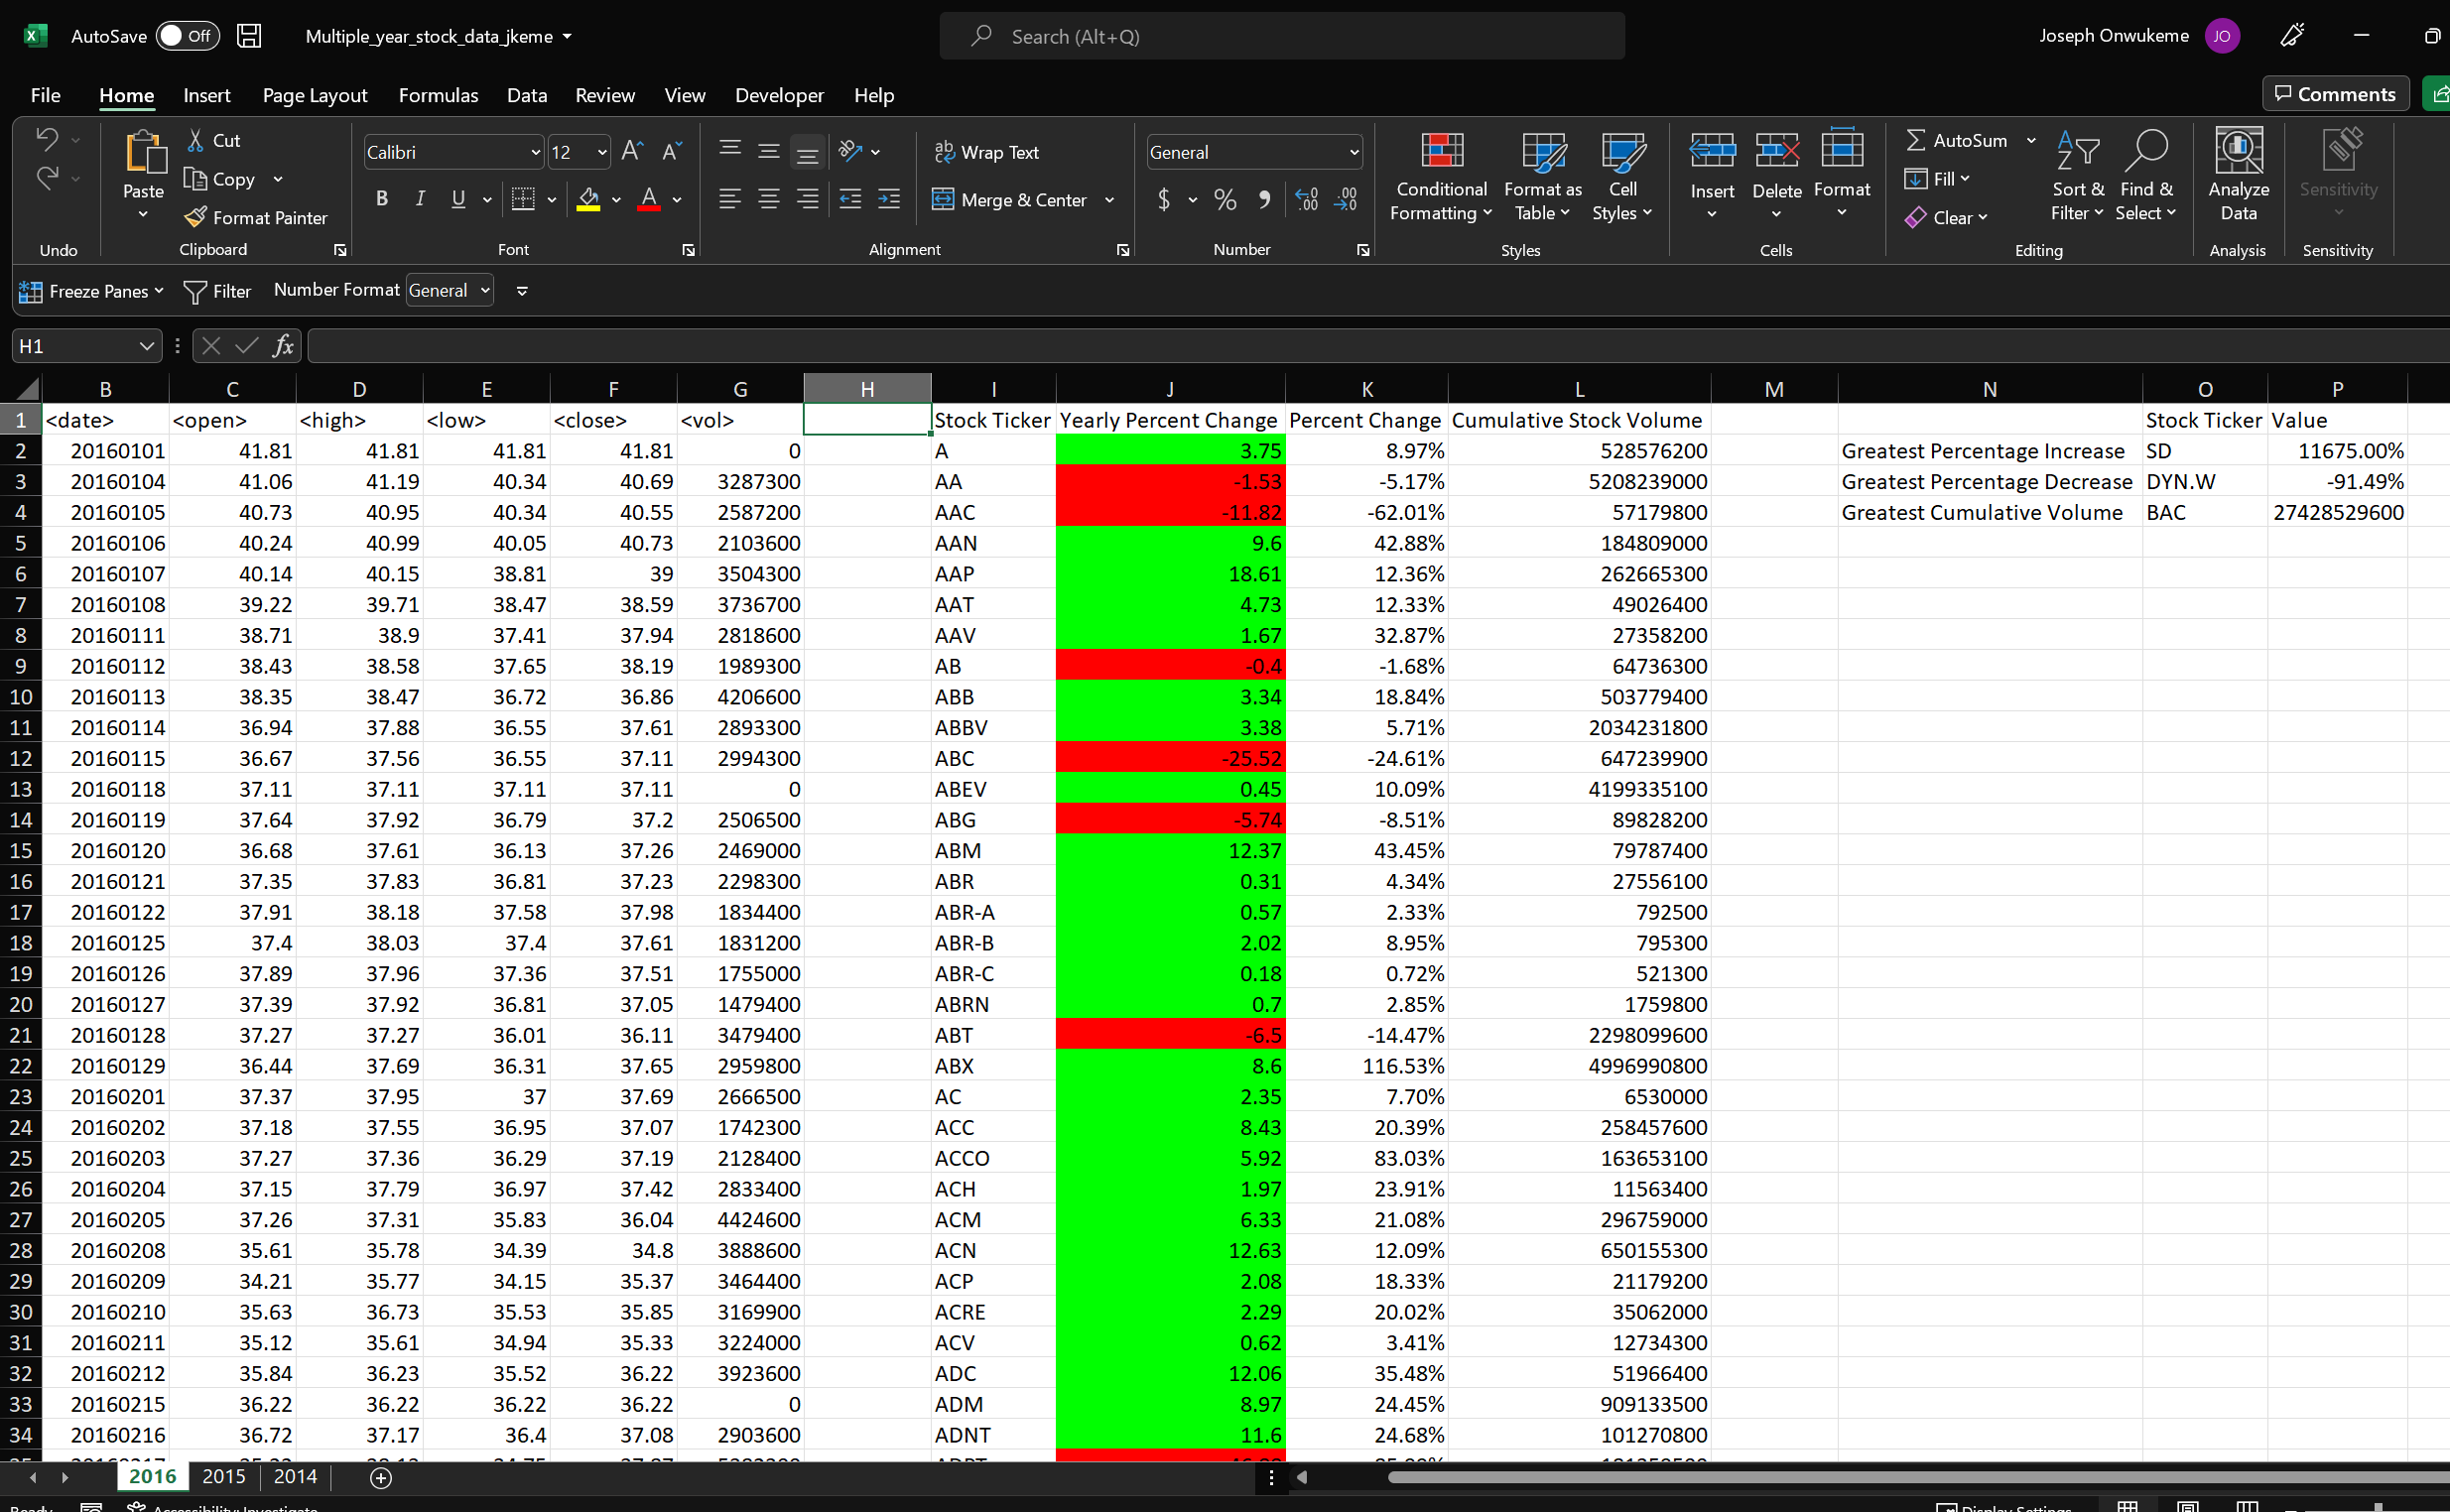 AutoSave Off Multiple_year_stock_data_jkeme Search (Alt+Q) Joseph Onwukeme JO
File Home Insert Page Layout Formulas Data Review View Developer Help Comments
Cut Calibri 12 Wrap Text General AutoSum
Paste Copy B I U A Merge & Center $ % Conditional Formatting Format as Table Cell Styles Insert Delete Format Fill Sort & Filter Find & Select Analyze Data Sensitivity
Format Painter Clear
Undo Clipboard Font Alignment Number Styles Cells Editing Analysis Sensitivity
Freeze Panes Filter Number Format General
H1 fx
B C D E F G H I J K L M N O P
1 <date> <open> <high> <low> <close> <vol> Stock Ticker Yearly Percent Change Percent Change Cumulative Stock Volume Stock Ticker Value
2 20160101 41.81 41.81 41.81 41.81 0 A 3.75 8.97% 528576200 Greatest Percentage Increase SD 11675.00%
3 20160104 41.06 41.19 40.34 40.69 3287300 AA -1.53 -5.17% 5208239000 Greatest Percentage Decrease DYN.W -91.49%
4 20160105 40.73 40.95 40.34 40.55 2587200 AAC -11.82 -62.01% 57179800 Greatest Cumulative Volume BAC 27428529600
5 20160106 40.24 40.99 40.05 40.73 2103600 AAN 9.6 42.88% 184809000
6 20160107 40.14 40.15 38.81 39 3504300 AAP 18.61 12.36% 262665300
7 20160108 39.22 39.71 38.47 38.59 3736700 AAT 4.73 12.33% 49026400
8 20160111 38.71 38.9 37.41 37.94 2818600 AAV 1.67 32.87% 27358200
9 20160112 38.43 38.58 37.65 38.19 1989300 AB -0.4 -1.68% 64736300
10 20160113 38.35 38.47 36.72 36.86 4206600 ABB 3.34 18.84% 503779400
11 20160114 36.94 37.88 36.55 37.61 2893300 ABBV 3.38 5.71% 2034231800
12 20160115 36.67 37.56 36.55 37.11 2994300 ABC -25.52 -24.61% 647239900
13 20160118 37.11 37.11 37.11 37.11 0 ABEV 0.45 10.09% 4199335100
14 20160119 37.64 37.92 36.79 37.2 2506500 ABG -5.74 -8.51% 89828200
15 20160120 36.68 37.61 36.13 37.26 2469000 ABM 12.37 43.45% 79787400
16 20160121 37.35 37.83 36.81 37.23 2298300 ABR 0.31 4.34% 27556100
17 20160122 37.91 38.18 37.58 37.98 1834400 ABR-A 0.57 2.33% 792500
18 20160125 37.4 38.03 37.4 37.61 1831200 ABR-B 2.02 8.95% 795300
19 20160126 37.89 37.96 37.36 37.51 1755000 ABR-C 0.18 0.72% 521300
20 20160127 37.39 37.92 36.81 37.05 1479400 ABRN 0.7 2.85% 1759800
21 20160128 37.27 37.27 36.01 36.11 3479400 ABT -6.5 -14.47% 2298099600
22 20160129 36.44 37.69 36.31 37.65 2959800 ABX 8.6 116.53% 4996990800
23 20160201 37.37 37.95 37 37.69 2666500 AC 2.35 7.70% 6530000
24 20160202 37.18 37.55 36.95 37.07 1742300 ACC 8.43 20.39% 258457600
25 20160203 37.27 37.36 36.29 37.19 2128400 ACCO 5.92 83.03% 163653100
26 20160204 37.15 37.79 36.97 37.42 2833400 ACH 1.97 23.91% 11563400
27 20160205 37.26 37.31 35.83 36.04 4424600 ACM 6.33 21.08% 296759000
28 20160208 35.61 35.78 34.39 34.8 3888600 ACN 12.63 12.09% 650155300
29 20160209 34.21 35.77 34.15 35.37 3464400 ACP 2.08 18.33% 21179200
30 20160210 35.63 36.73 35.53 35.85 3169900 ACRE 2.29 20.02% 35062000
31 20160211 35.12 35.61 34.94 35.33 3224000 ACV 0.62 3.41% 12734300
32 20160212 35.84 36.23 35.52 36.22 3923600 ADC 12.06 35.48% 51966400
33 20160215 36.22 36.22 36.22 36.22 0 ADM 8.97 24.45% 909133500
34 20160216 36.72 37.17 36.4 37.08 2903600 ADNT 11.6 24.68% 101270800
2016 2015 2014
Ready Accessibility: Investigate Display Settings